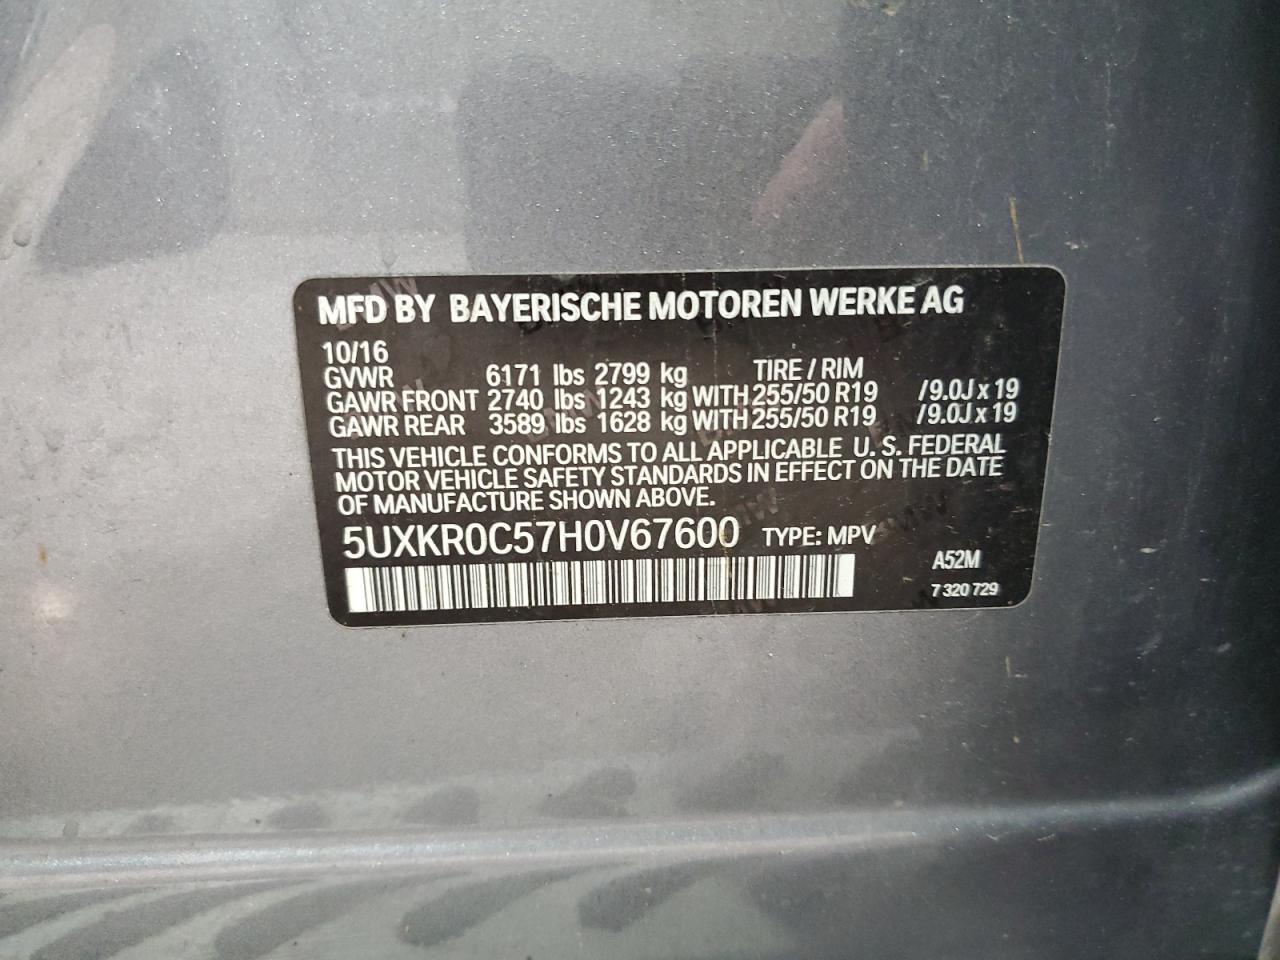 MFD BY BAYERISCHE MOTOREN WERKE AG
10/16
GVWR 6171 lbs 2799 kg TIRE / RIM
GAWR FRONT 2740 lbs 1243 kg WITH 255/50 R19 /9.0J x 19
GAWR REAR 3589 lbs 1628 kg WITH 255/50 R19 /9.0J x 19
THIS VEHICLE CONFORMS TO ALL APPLICABLE U. S. FEDERAL
MOTOR VEHICLE SAFETY STANDARDS IN EFFECT ON THE DATE
OF MANUFACTURE SHOWN ABOVE.
5UXKR0C57H0V67600 TYPE: MPV
A52M
7 320 729